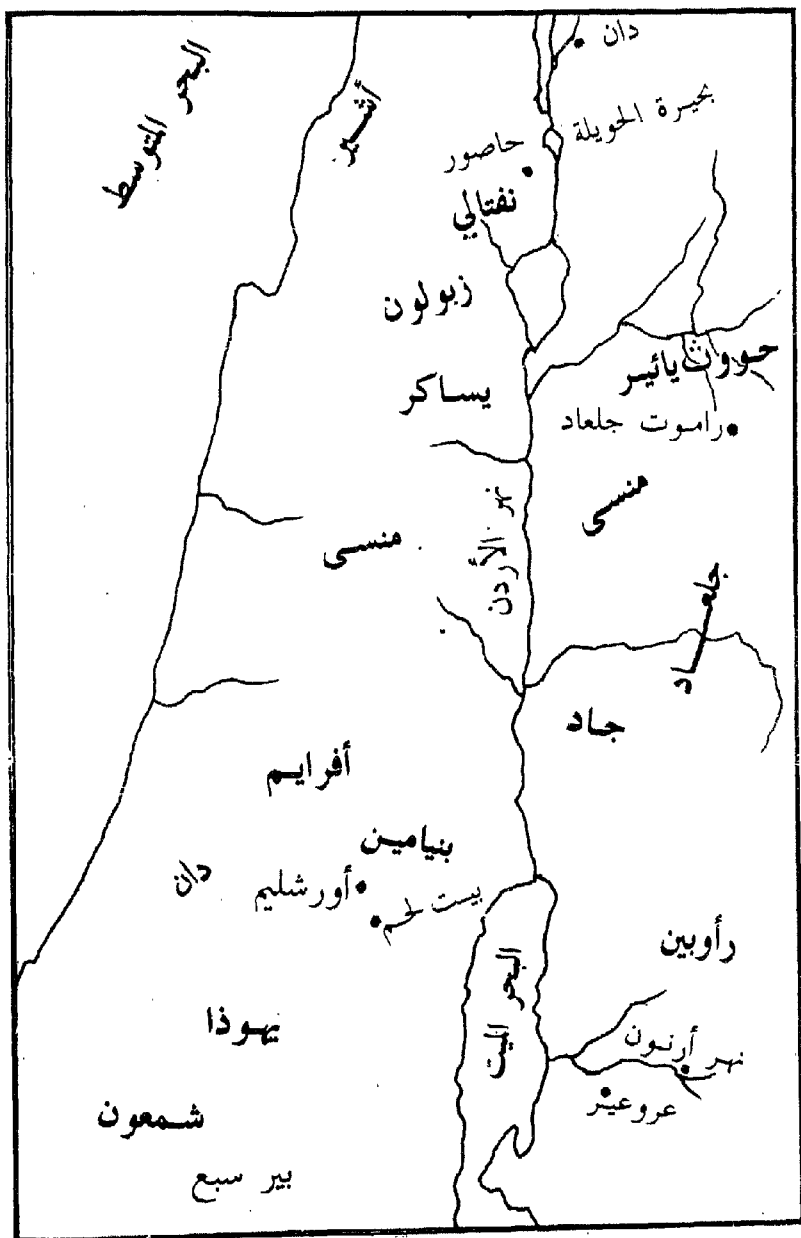 دان
البحر المتوسط
أشير
بحيرة الحويلة
حاصور
نفتالي
زبولون
حووث يائير
يساكر
راموت جلعاد
منسى
نهر الأردن
منسى
جلعاد
جاد
أفرايم
بنيامين
دان
أورشليم
بيت لحم
رأوبين
البحر الميت
يهوذا
نهر أرنون
عروعير
شمعون
بير سبع